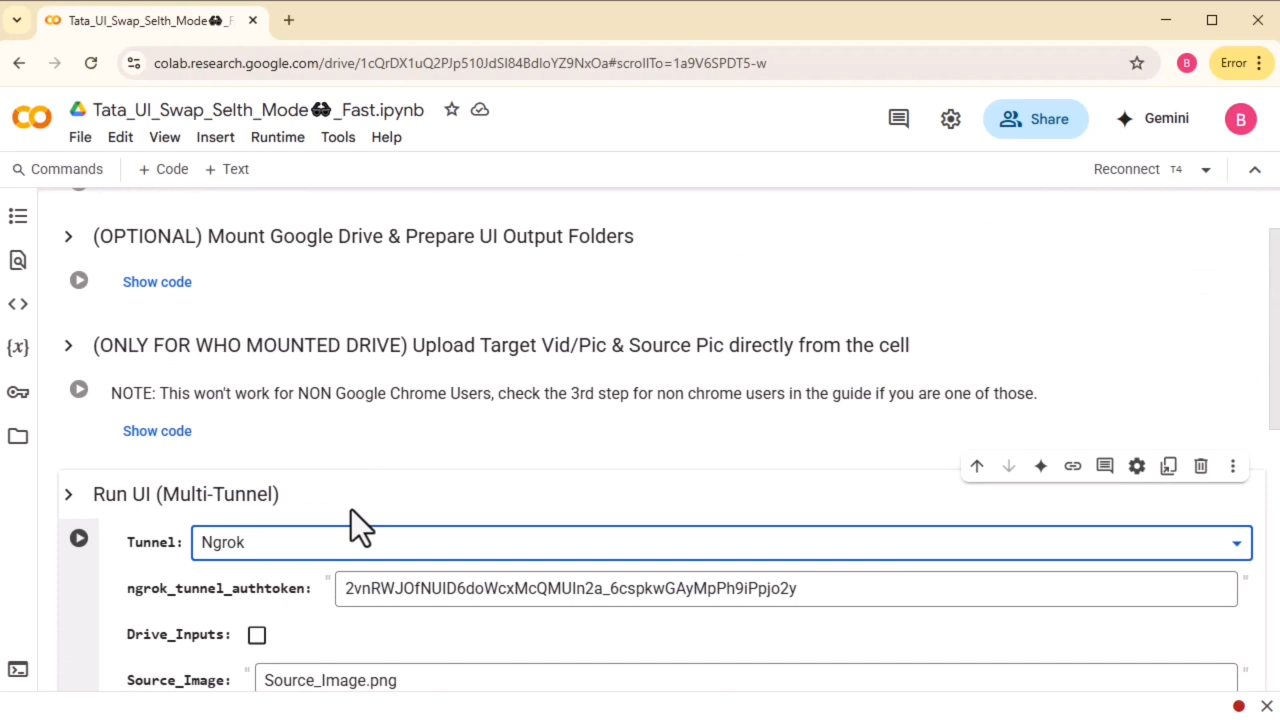 Tata_UI_Swap_Selth_Mode🕶_F
colab.research.google.com/drive/1cQrDX1uQ2PJp510JdSl84BdIoYZ9NxOa#scrollTo=1a9V6SPDT5-w
B
Error
Tata_UI_Swap_Selth_Mode🕶_Fast.ipynb
Share
Gemini
B
File Edit View Insert Runtime Tools Help
Commands + Code + Text
Reconnect T4
(OPTIONAL) Mount Google Drive & Prepare UI Output Folders
Show code
(ONLY FOR WHO MOUNTED DRIVE) Upload Target Vid/Pic & Source Pic directly from the cell
NOTE: This won't work for NON Google Chrome Users, check the 3rd step for non chrome users in the guide if you are one of those.
Show code
Run UI (Multi-Tunnel)
Tunnel: Ngrok
ngrok_tunnel_authtoken: " 2vnRWJOfNUID6doWcxMcQMUIn2a_6cspkwGAyMpPh9iPpjo2y "
Drive_Inputs:
Source_Image: " Source_Image.png "